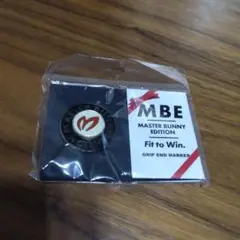 MBE
MASTER BUNNY
EDITION
Fit to Win.
GRIP END MARKER